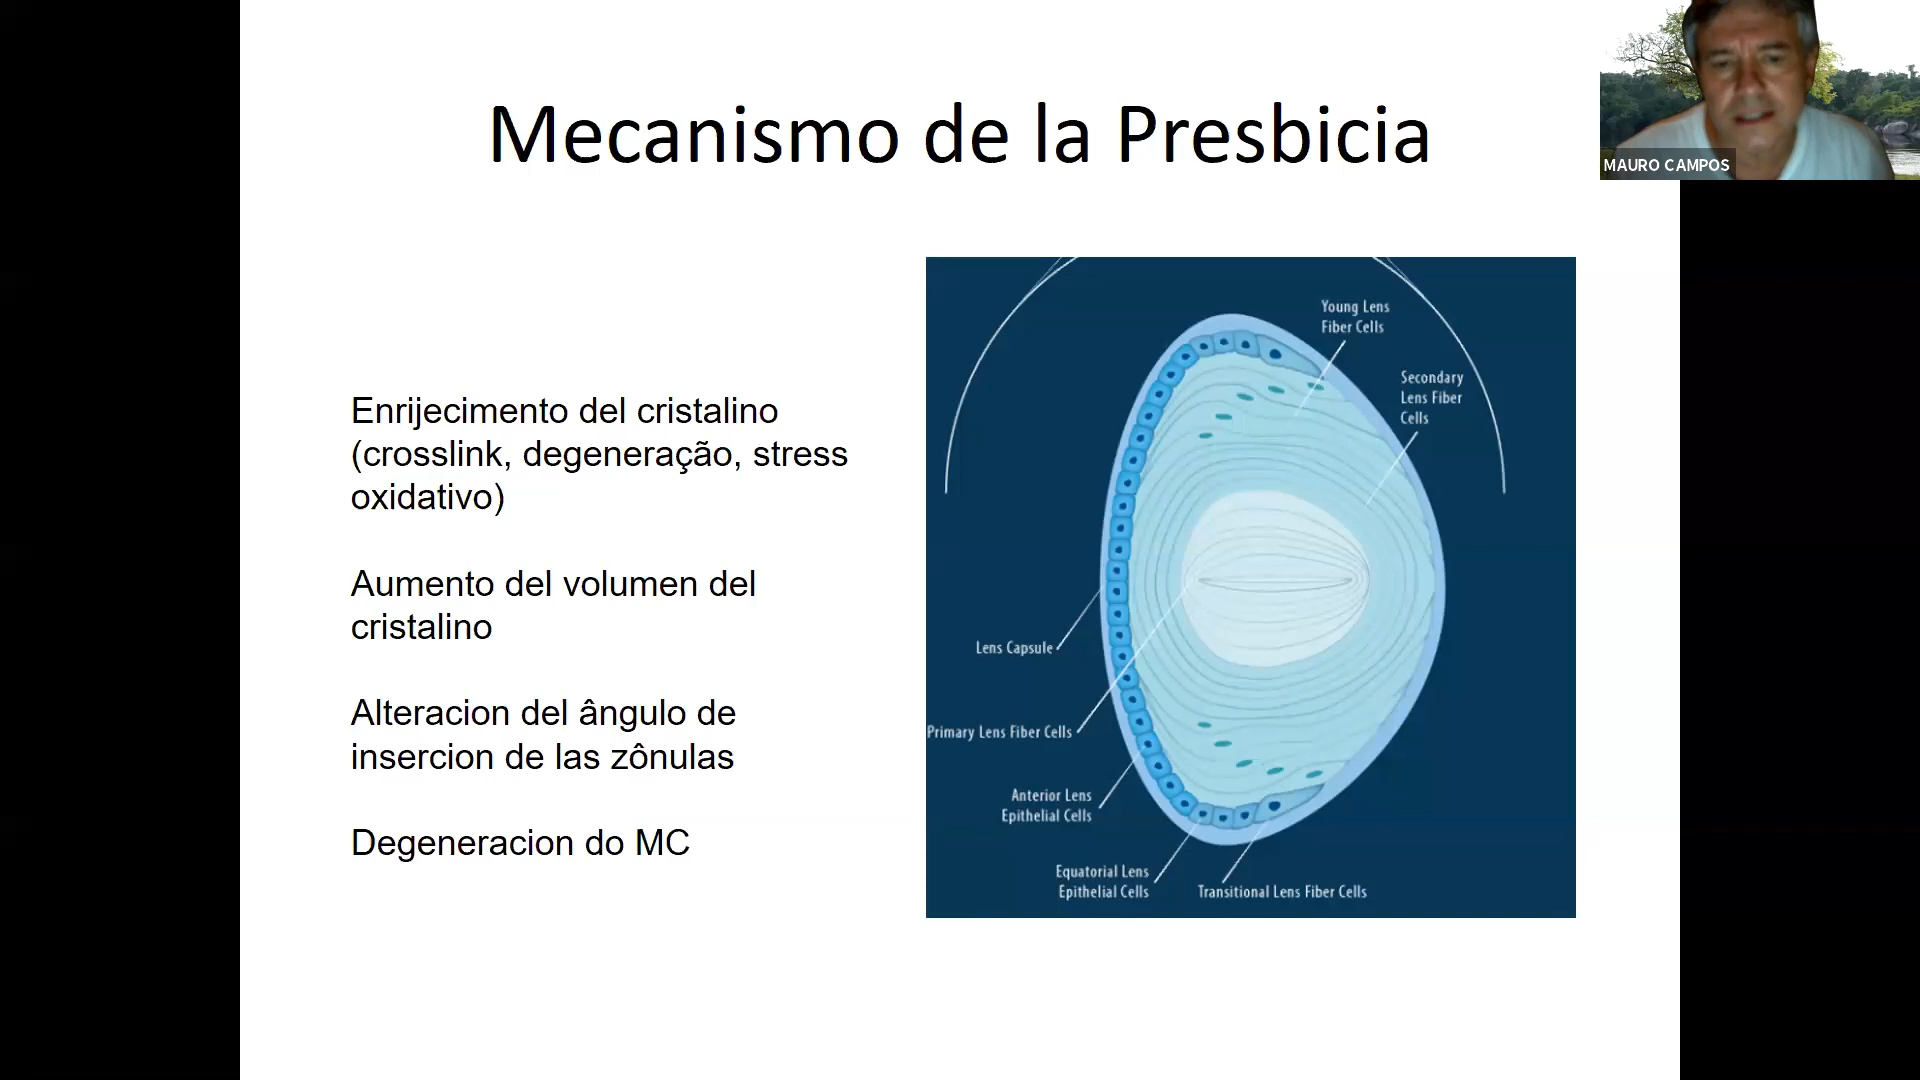 Mecanismo de la Presbicia
MAURO CAMPOS
Enrijecimento del cristalino
(crosslink, degeneração, stress
oxidativo)
Aumento del volumen del
cristalino
Alteracion del ângulo de
insercion de las zônulas
Degeneracion do MC
Young Lens
Fiber Cells
Secondary
Lens Fiber
Cells
Lens Capsule
Primary Lens Fiber Cells
Anterior Lens
Epithelial Cells
Equatorial Lens
Epithelial Cells
Transitional Lens Fiber Cells